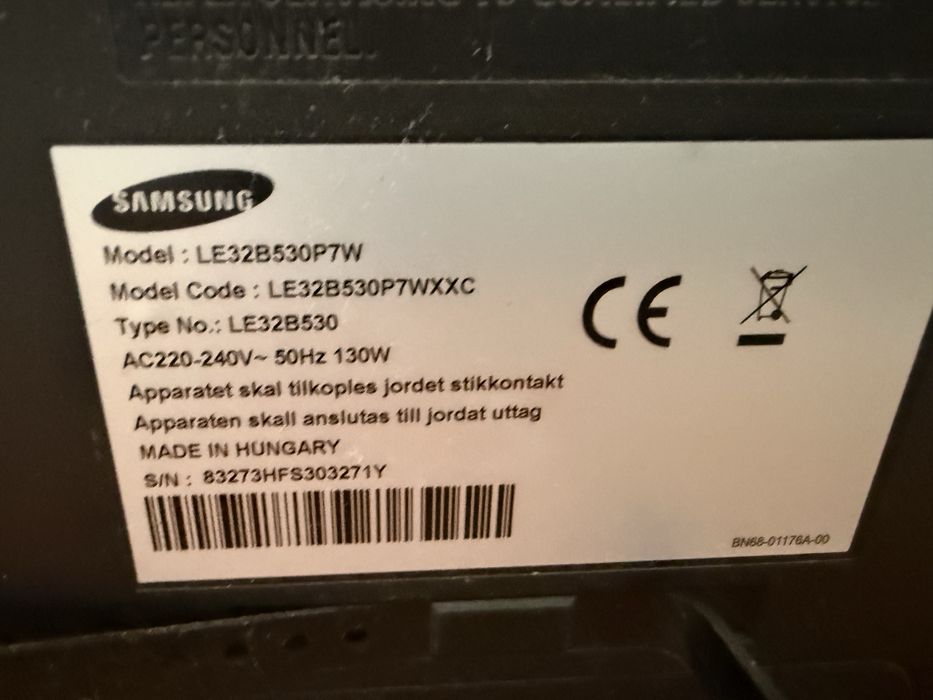 PERSONNEL.
SAMSUNG
Model : LE32B530P7W
Model Code : LE32B530P7WXXC
Type No.: LE32B530
AC220-240V~ 50Hz 130W
Apparatet skal tilkoples jordet stikkontakt
Apparaten skall anslutas till jordat uttag
MADE IN HUNGARY
S/N : 83273HFS303271Y
CE
BN68-01176A-00